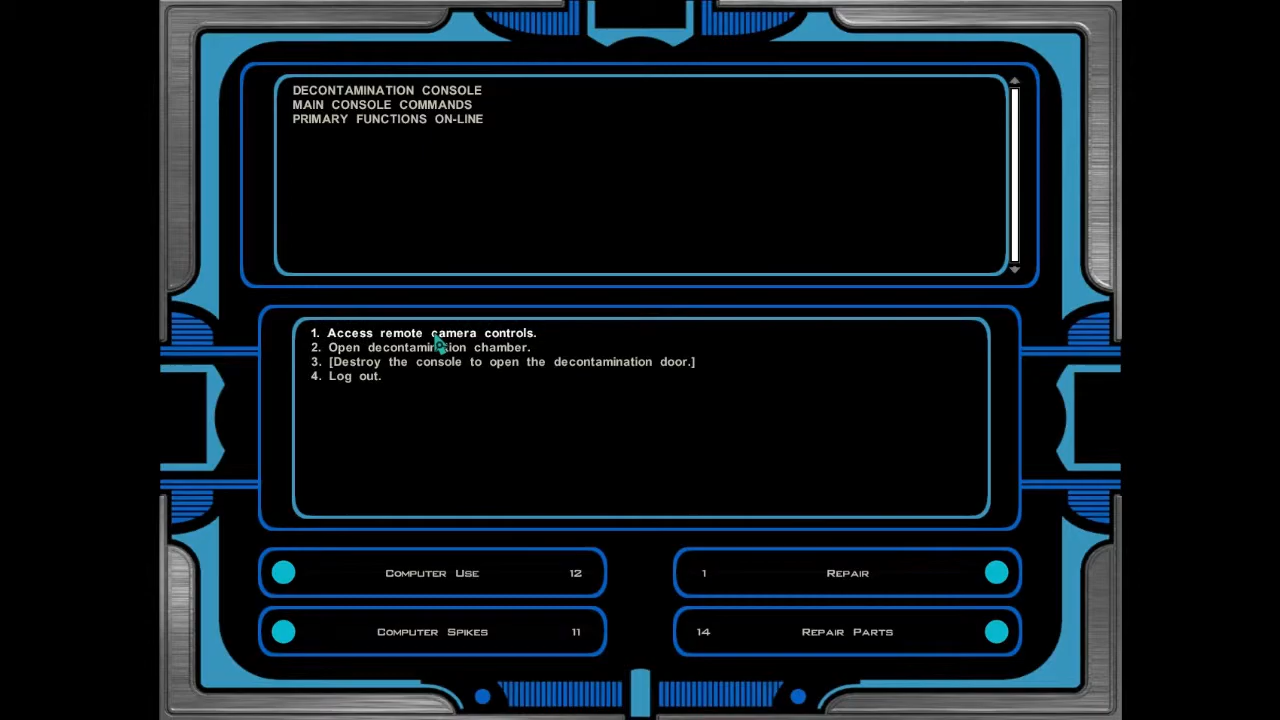 DECONTAMINATION CONSOLE
MAIN CONSOLE COMMANDS
PRIMARY FUNCTIONS ON-LINE
1. Access remote camera controls.
2. Open decontamination chamber.
3. [Destroy the console to open the decontamination door.]
4. Log out.
COMPUTER USE 12
1 REPAIR
COMPUTER SPIKES 11
14 REPAIR PARTS